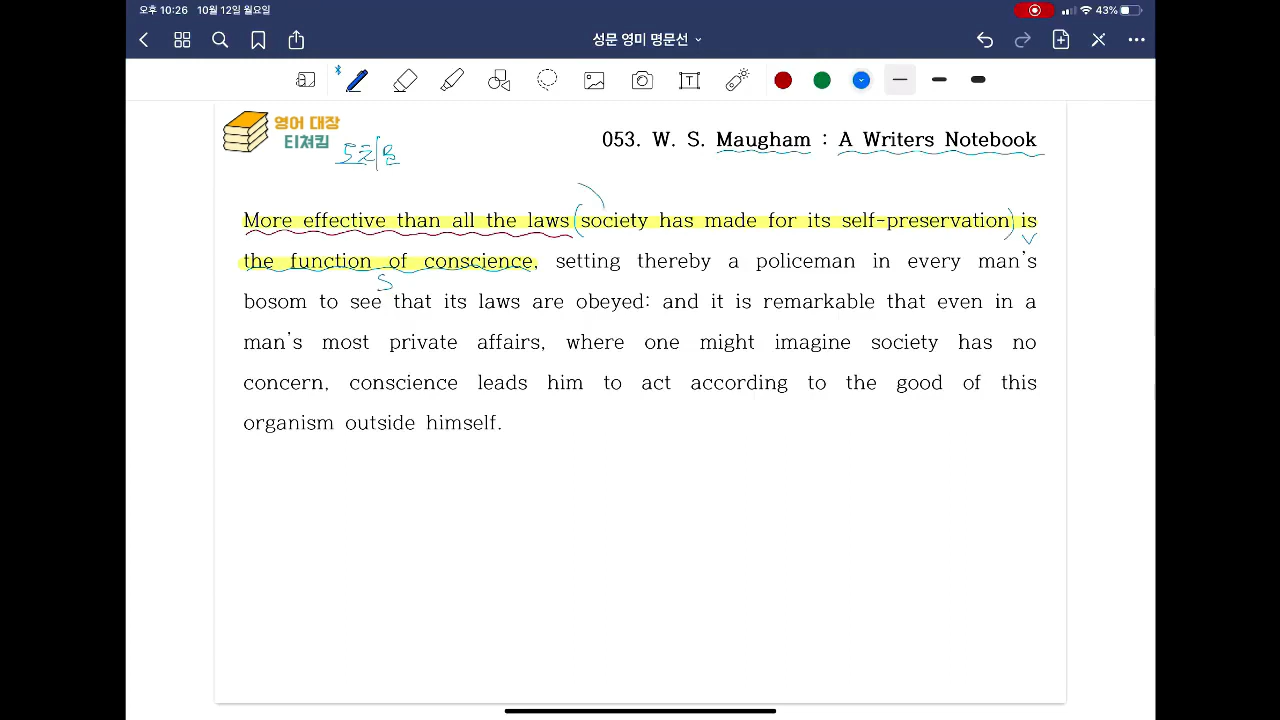 오후 10:26 10월 12일 월요일 43%
성문 영미 명문선
영어 대장
티쳐킴
053. W. S. Maugham : A Writers Notebook
More effective than all the laws (society has made for its self-preservation) is
V
the function of conscience, setting thereby a policeman in every man's
S
bosom to see that its laws are obeyed: and it is remarkable that even in a
man's most private affairs, where one might imagine society has no
concern, conscience leads him to act according to the good of this
organism outside himself.